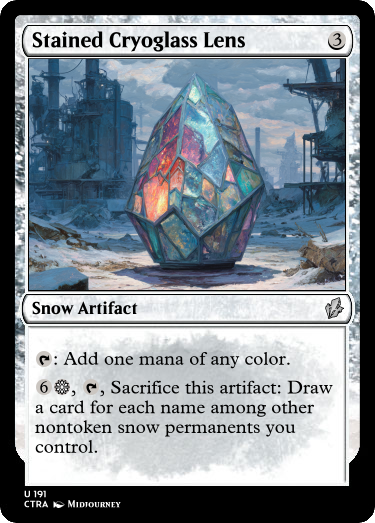 Stained Cryoglass Lens 3
Snow Artifact
: Add one mana of any color.
6 , , Sacrifice this artifact: Draw
a card for each name among other
nontoken snow permanents you
control.
U 191
CTRA Midjourney